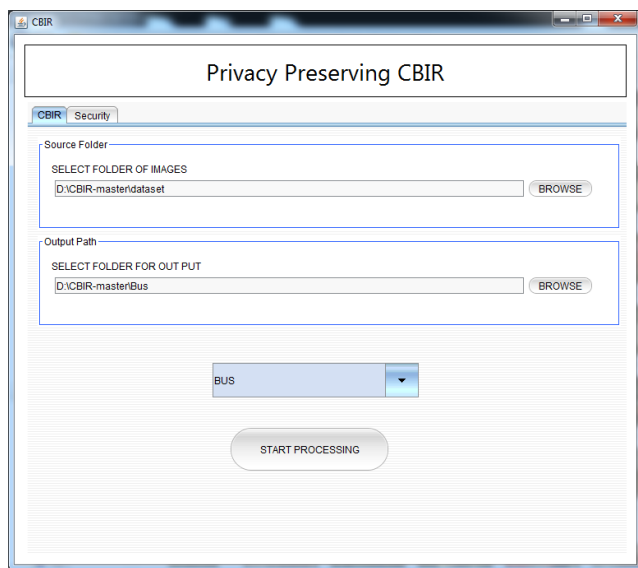 CBIR
Privacy Preserving CBIR
CBIR Security
Source Folder
SELECT FOLDER OF IMAGES
D:\CBIR-master\dataset BROWSE
Output Path
SELECT FOLDER FOR OUT PUT
D:\CBIR-master\Bus BROWSE
BUS
START PROCESSING